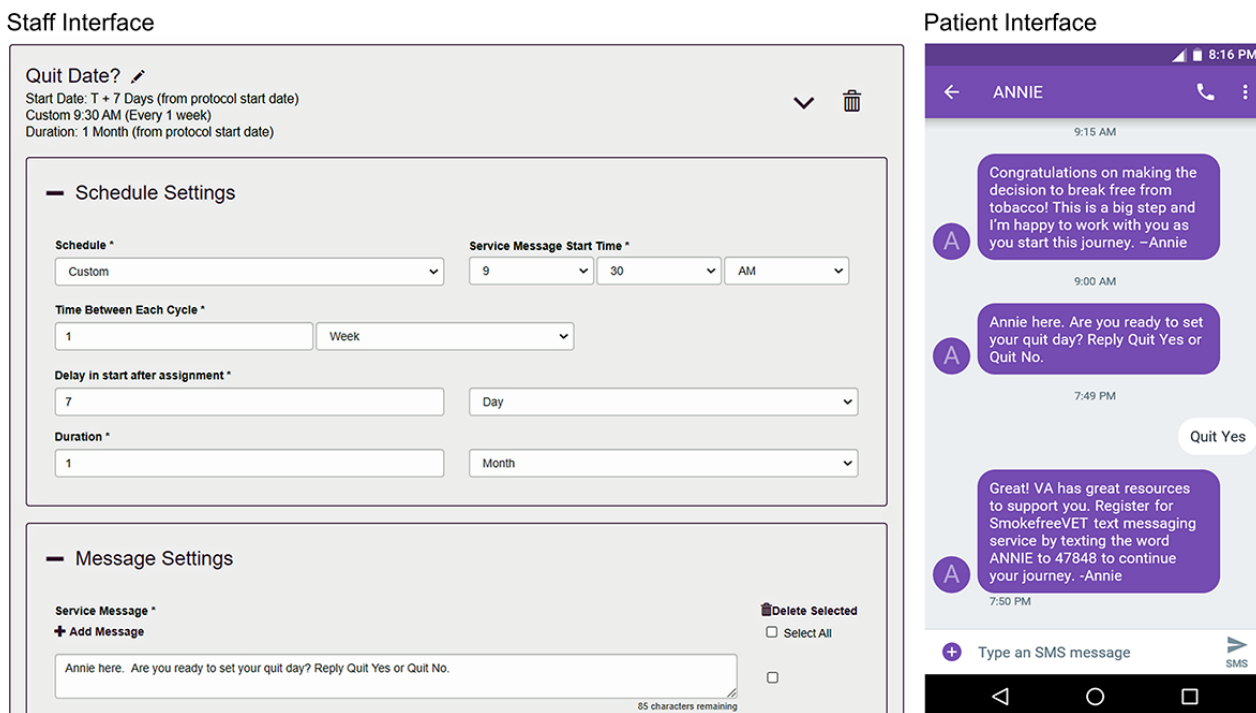 Staff Interface
Quit Date?
Start Date: T + 7 Days (from protocol start date)
Custom 9:30 AM (Every 1 week)
Duration: 1 Month (from protocol start date)
Schedule Settings
Schedule *
Custom
Service Message Start Time *
9
30
AM
Time Between Each Cycle *
1
Week
Delay in start after assignment *
7
Day
Duration *
1
Month
Message Settings
Service Message *
Delete Selected
Add Message
Select All
Annie here.  Are you ready to set your quit day? Reply Quit Yes or Quit No.
85 characters remaining
Patient Interface
8:16 PM
ANNIE
9:15 AM
Congratulations on making the
decision to break free from
tobacco! This is a big step and
I'm happy to work with you as
you start this journey. –Annie
A
9:00 AM
Annie here. Are you ready to set
your quit day? Reply Quit Yes or
Quit No.
A
7:49 PM
Quit Yes
Great! VA has great resources
to support you. Register for
SmokefreeVET text messaging
service by texting the word
ANNIE to 47848 to continue
your journey. -Annie
A
7:50 PM
Type an SMS message
SMS